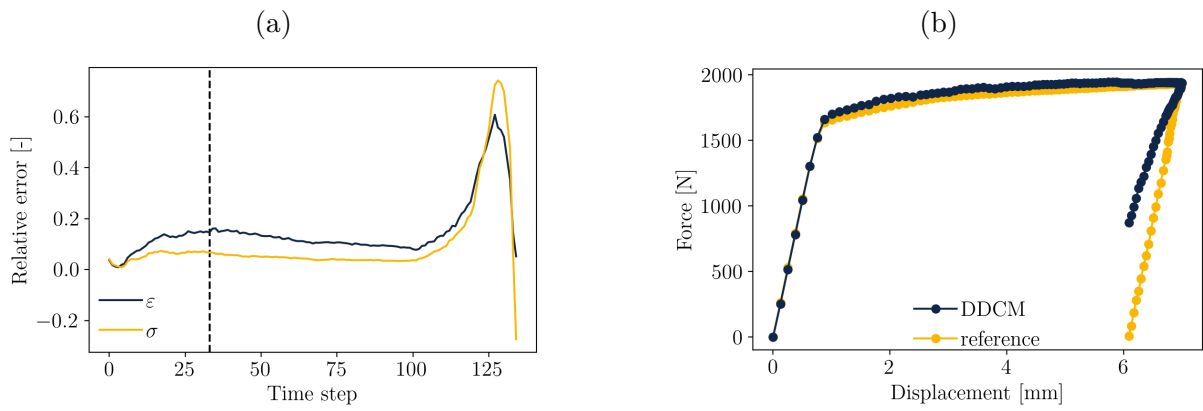 (a)
Relative error [-]
0.6
0.4
0.2
0.0
−0.2
ε
σ
0
25
50
75
100
125
Time step
(b)
Force [N]
2000
1500
1000
500
0
DDCM
reference
0
2
4
6
Displacement [mm]